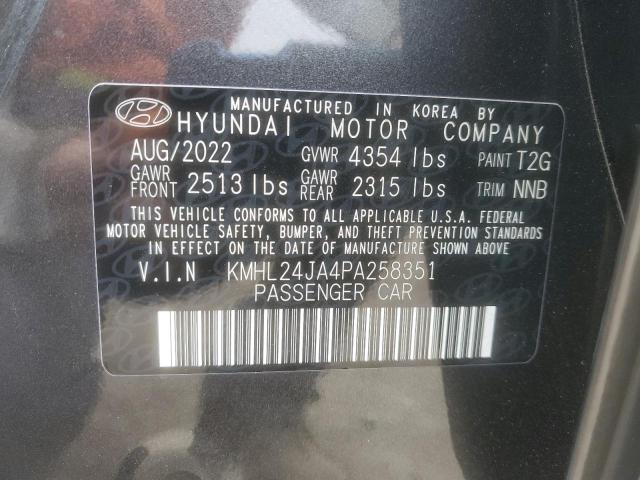 MANUFACTURED IN KOREA BY
HYUNDAI MOTOR COMPANY
AUG/2022 GVWR 4354 lbs PAINT T2G
GAWR FRONT 2513 lbs GAWR REAR 2315 lbs TRIM NNB
THIS VEHICLE CONFORMS TO ALL APPLICABLE U.S.A. FEDERAL
MOTOR VEHICLE SAFETY, BUMPER, AND THEFT PREVENTION STANDARDS
IN EFFECT ON THE DATE OF MANUFACTURE SHOWN ABOVE.
V.I.N KMHL24JA4PA258351
PASSENGER CAR